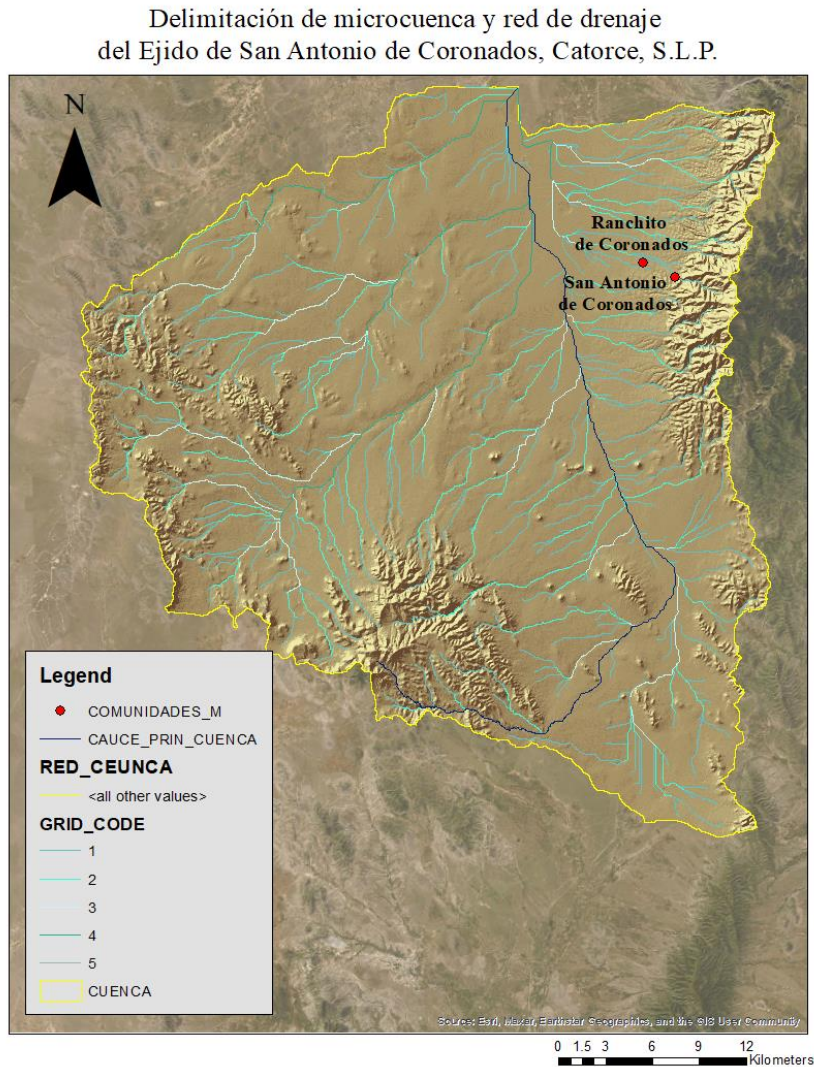 Delimitación de microcuenca y red de drenaje
del Ejido de San Antonio de Coronados, Catorce, S.L.P.
N
Ranchito
de Coronados
San Antonio
de Coronados
Legend
COMUNIDADES_M
CAUCE_PRIN_CUENCA
RED_CEUNCA
<all other values>
GRID_CODE
1
2
3
4
5
CUENCA
Source: Esri, Maxar, Earthstar Geographics, and the GIS User Community
0 1.5 3 6 9 12
Kilometers